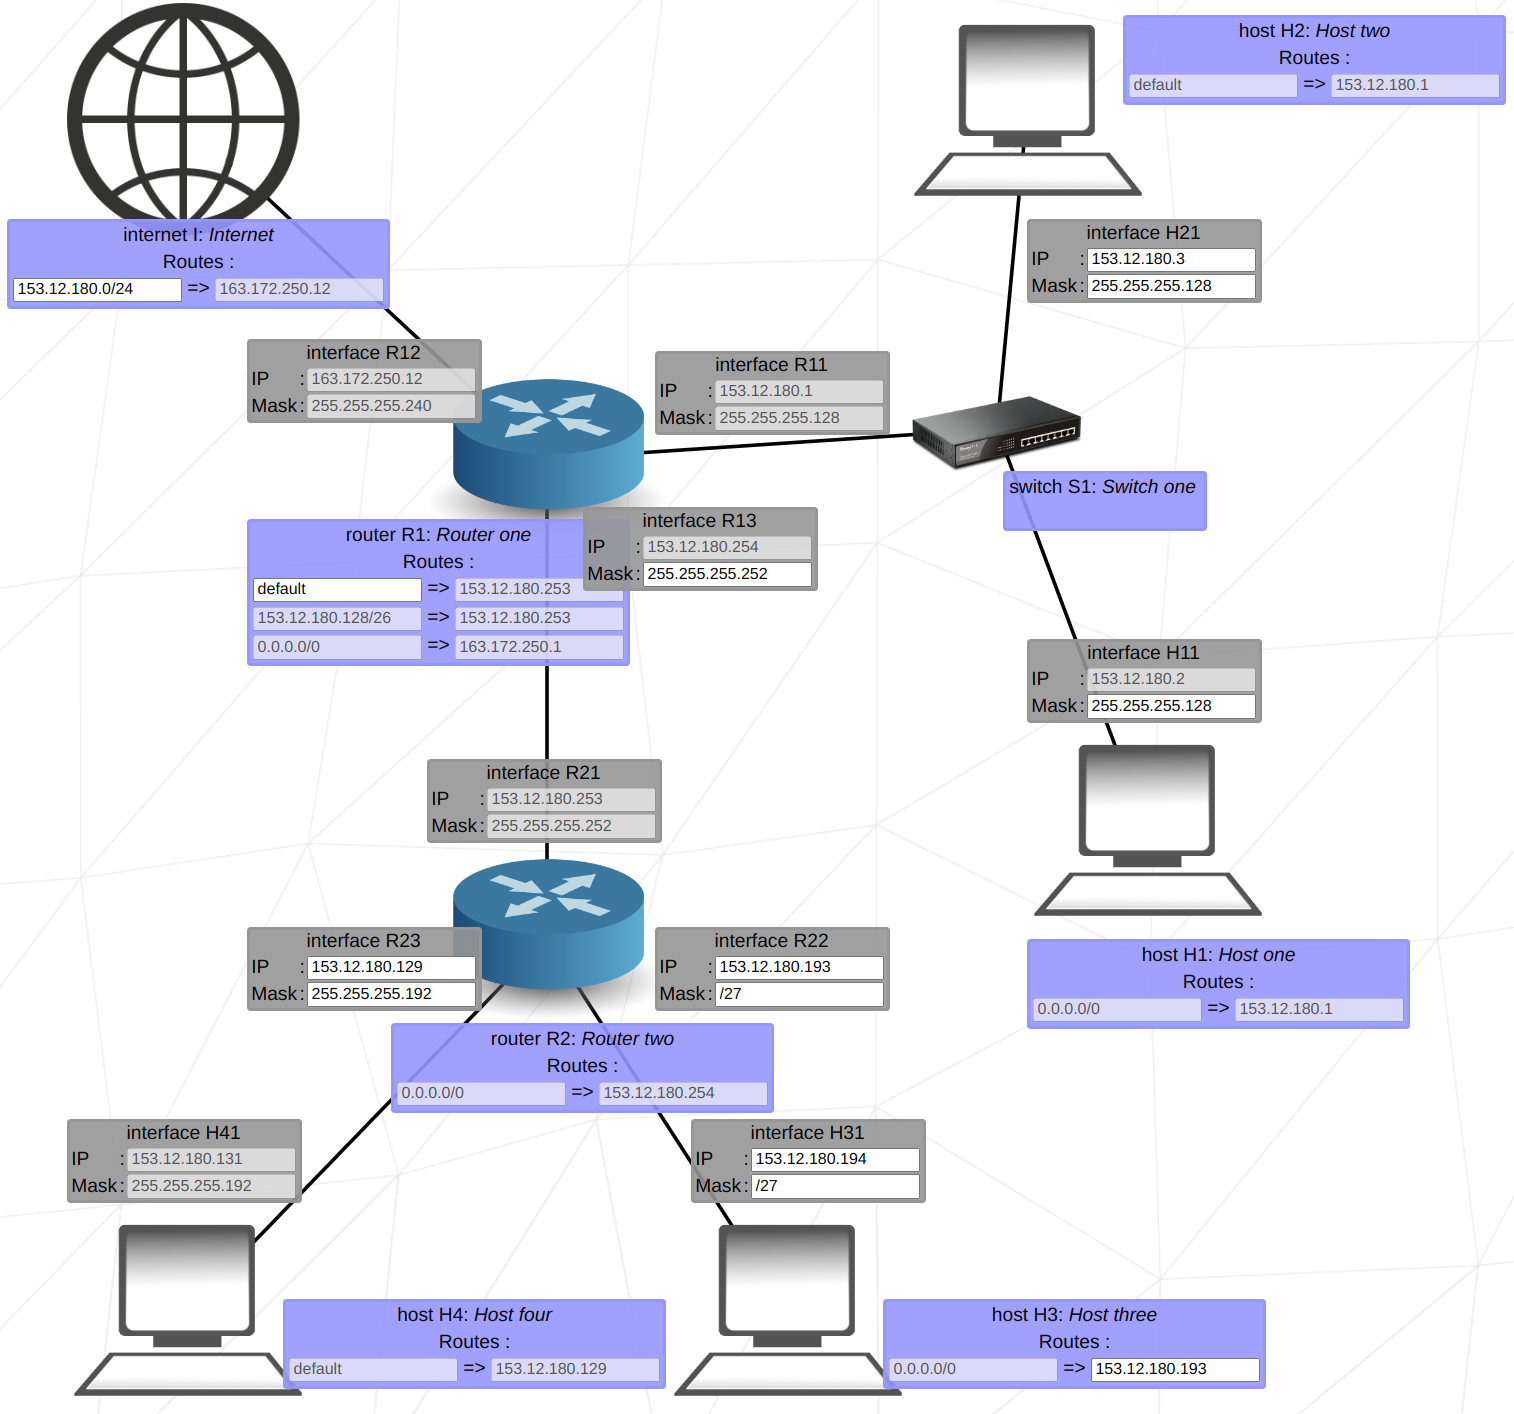 host H2: Host two
Routes :
default => 153.12.180.1
internet I: Internet
Routes :
153.12.180.0/24 => 163.172.250.12
interface H21
IP : 153.12.180.3
Mask : 255.255.255.128
interface R12
IP : 163.172.250.12
Mask : 255.255.255.240
interface R11
IP : 153.12.180.1
Mask : 255.255.255.128
switch S1: Switch one
interface R13
IP : 153.12.180.254
Mask : 255.255.255.252
router R1: Router one
Routes :
default => 153.12.180.253
153.12.180.128/26 => 153.12.180.253
0.0.0.0/0 => 163.172.250.1
interface H11
IP : 153.12.180.2
Mask : 255.255.255.128
interface R21
IP : 153.12.180.253
Mask : 255.255.255.252
interface R23
IP : 153.12.180.129
Mask : 255.255.255.192
interface R22
IP : 153.12.180.193
Mask : /27
host H1: Host one
Routes :
0.0.0.0/0 => 153.12.180.1
router R2: Router two
Routes :
0.0.0.0/0 => 153.12.180.254
interface H41
IP : 153.12.180.131
Mask : 255.255.255.192
interface H31
IP : 153.12.180.194
Mask : /27
host H4: Host four
Routes :
default => 153.12.180.129
host H3: Host three
Routes :
0.0.0.0/0 => 153.12.180.193